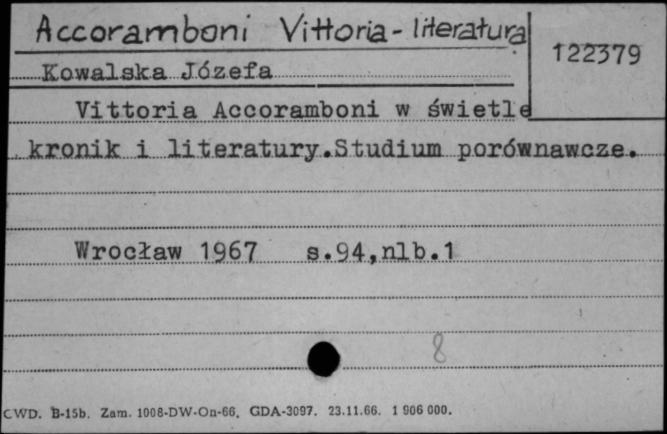 Accoramboni Vittoria - literatura
122379
Kowalska Józefa
Vittoria Accoramboni w świetle
kronik i literatury.Studium porównawcze.
Wrocław 1967 s.94,nlb.1
8
CWD. B-15b. Zam. 1008-DW-On-66. GDA-3097. 23.11.66. 1 906 000.